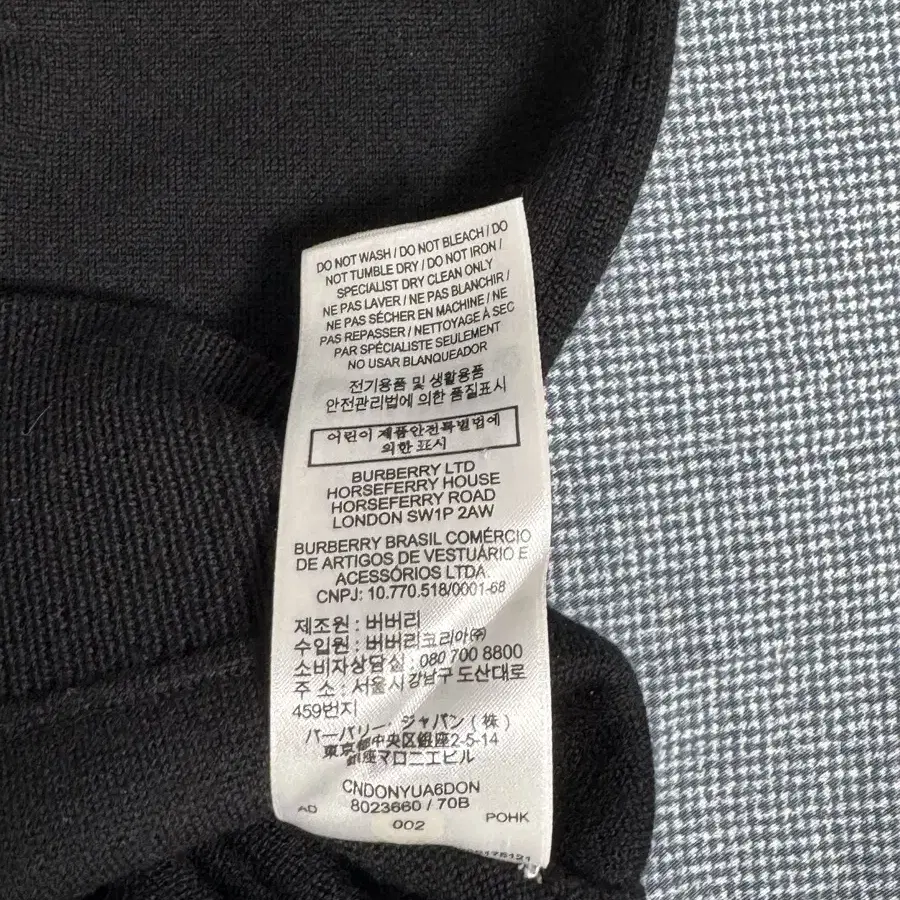 DO NOT WASH / DO NOT BLEACH / DO
NOT TUMBLE DRY / DO NOT IRON /
SPECIALIST DRY CLEAN ONLY
NE PAS LAVER / NE PAS BLANCHIR /
NE PAS SÉCHER EN MACHINE / NE
PAS REPASSER / NETTOYAGE À SEC
PAR SPÉCIALISTE SEULEMENT
NO USAR BLANQUEADOR
전기용품 및 생활용품
안전관리법에 의한 품질표시
어린이 제품안전특별법에
의한 표시
BURBERRY LTD
HORSEFERRY HOUSE
HORSEFERRY ROAD
LONDON SW1P 2AW
BURBERRY BRASIL COMÉRCIO
DE ARTIGOS DE VESTUÁRIO E
ACESSÓRIOS LTDA
CNPJ: 10.770.518/0001-68
제조원 : 버버리
수입원 : 버버리코리아㈜
소비자상담실 : 080 700 8800
주 소 : 서울시 강남구 도산대로
459번지
バーバリー・ジャパン (株)
東京都中央区銀座2-5-14
銀座マロニエビル
CNDONYUA6DON
AD 8023660 / 70B
002 POHK